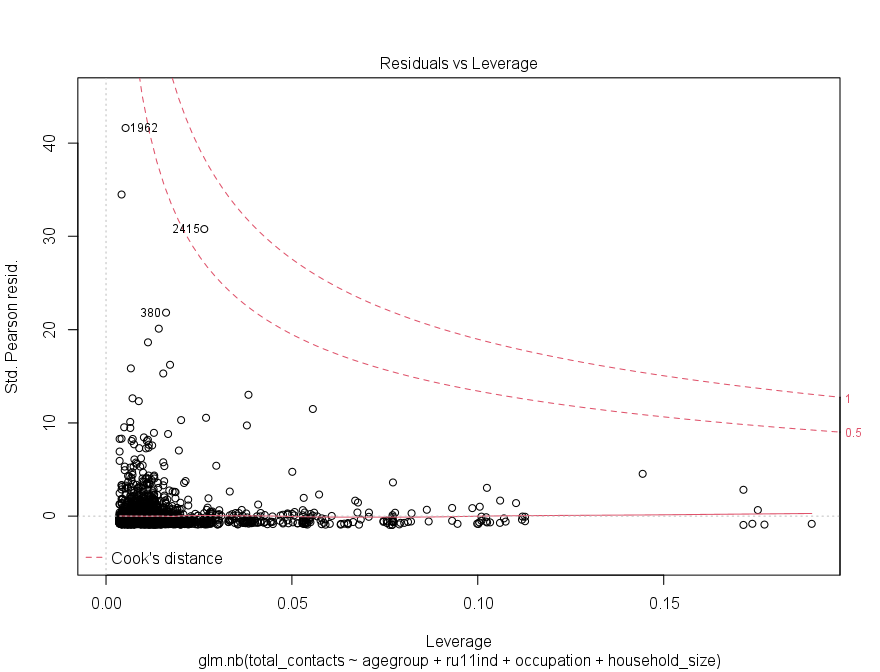 Residuals vs Leverage
Std. Pearson resid.
40
30
20
10
0
1962
2415
380
1
0.5
Cook's distance
0.00 0.05 0.10 0.15
Leverage
glm.nb(total_contacts ~ agegroup + ru11ind + occupation + household_size)